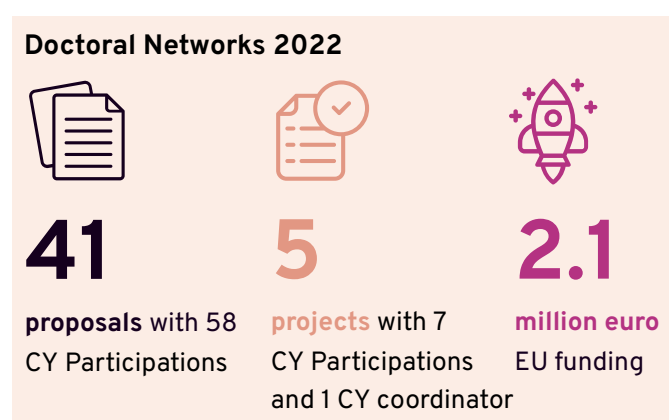 Doctoral Networks 2022
41
proposals with 58
CY Participations
5
projects with 7
CY Participations
and 1 CY coordinator
2.1
million euro
EU funding